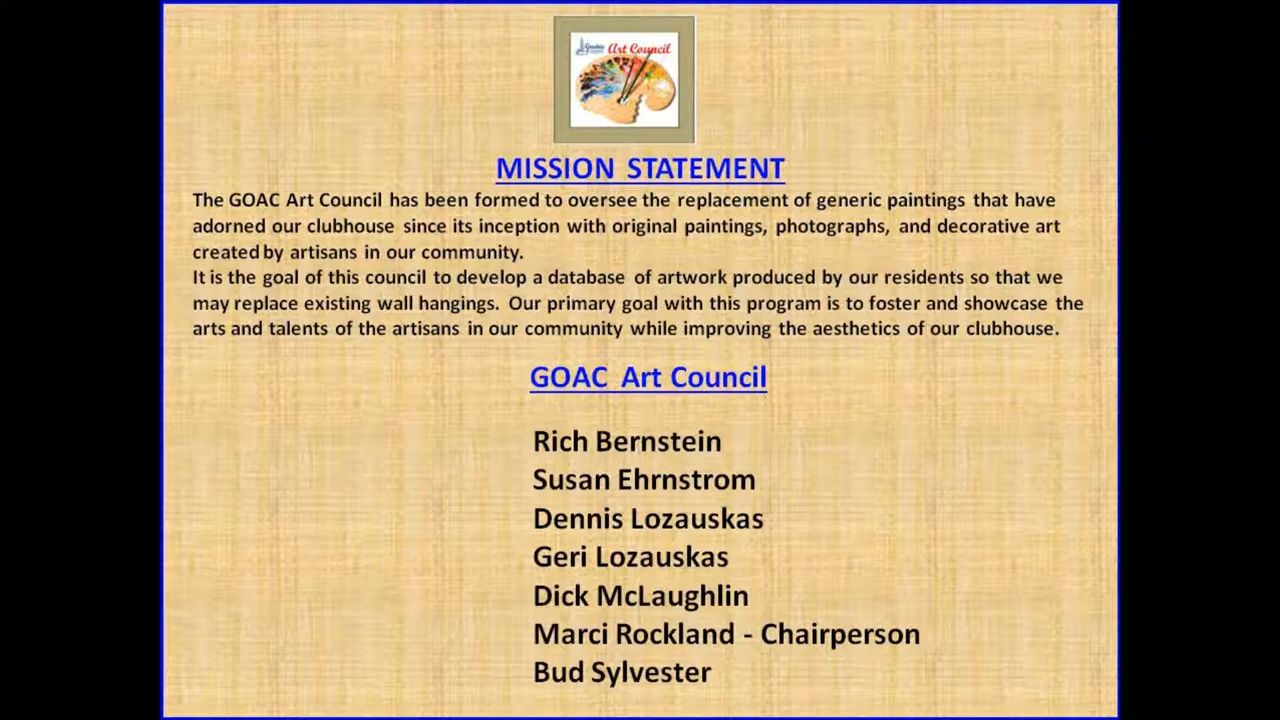 Art Council
MISSION STATEMENT
The GOAC Art Council has been formed to oversee the replacement of generic paintings that have
adorned our clubhouse since its inception with original paintings, photographs, and decorative art
created by artisans in our community.
It is the goal of this council to develop a database of artwork produced by our residents so that we
may replace existing wall hangings. Our primary goal with this program is to foster and showcase the
arts and talents of the artisans in our community while improving the aesthetics of our clubhouse.
GOAC Art Council
Rich Bernstein
Susan Ehrnstrom
Dennis Lozauskas
Geri Lozauskas
Dick McLaughlin
Marci Rockland - Chairperson
Bud Sylvester